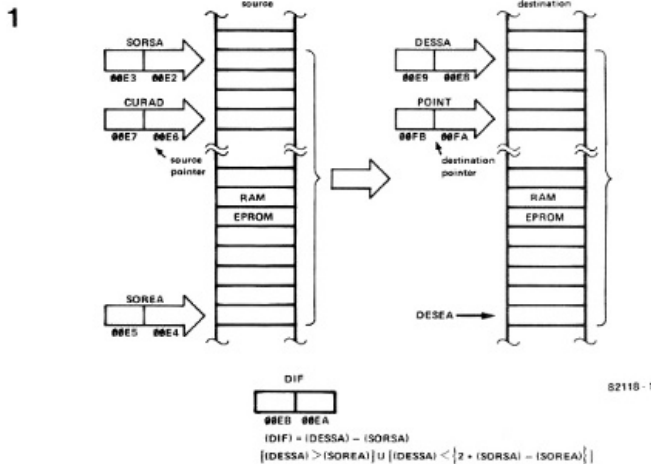 1
source
destination
SORSA
00E3 00E2
CURAD
00E7 00E6
source
pointer
RAM
EPROM
SOREA
00E5 00E4
DESSA
00E9 00E8
POINT
00FB 00FA
destination
pointer
RAM
EPROM
DESEA
DIF
00EB 00EA
82118 - 1
(DIF) = (DESSA) – (SORSA)
[(DESSA) > (SOREA)] U [(DESSA) < {2 + (SORSA) – (SOREA)}]